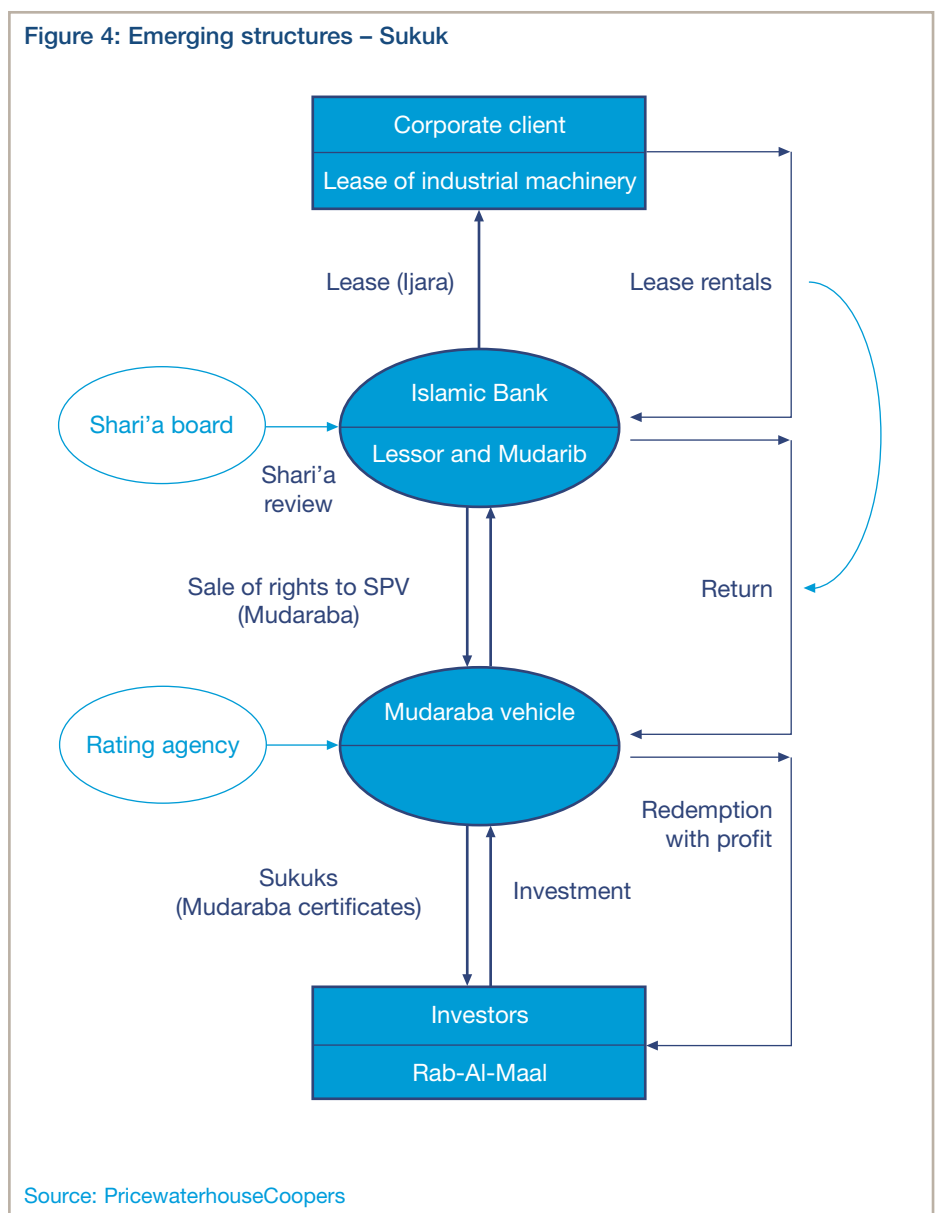 Figure 4: Emerging structures – Sukuk
Corporate client
Lease of industrial machinery
Lease (Ijara)
Lease rentals
Islamic Bank
Shari’a board
Lessor and Mudarib
Shari’a
review
Sale of rights to SPV
(Mudaraba)
Return
Mudaraba vehicle
Rating agency
Redemption
with profit
Sukuks
(Mudaraba certificates)
Investment
Investors
Rab-Al-Maal
Source: PricewaterhouseCoopers